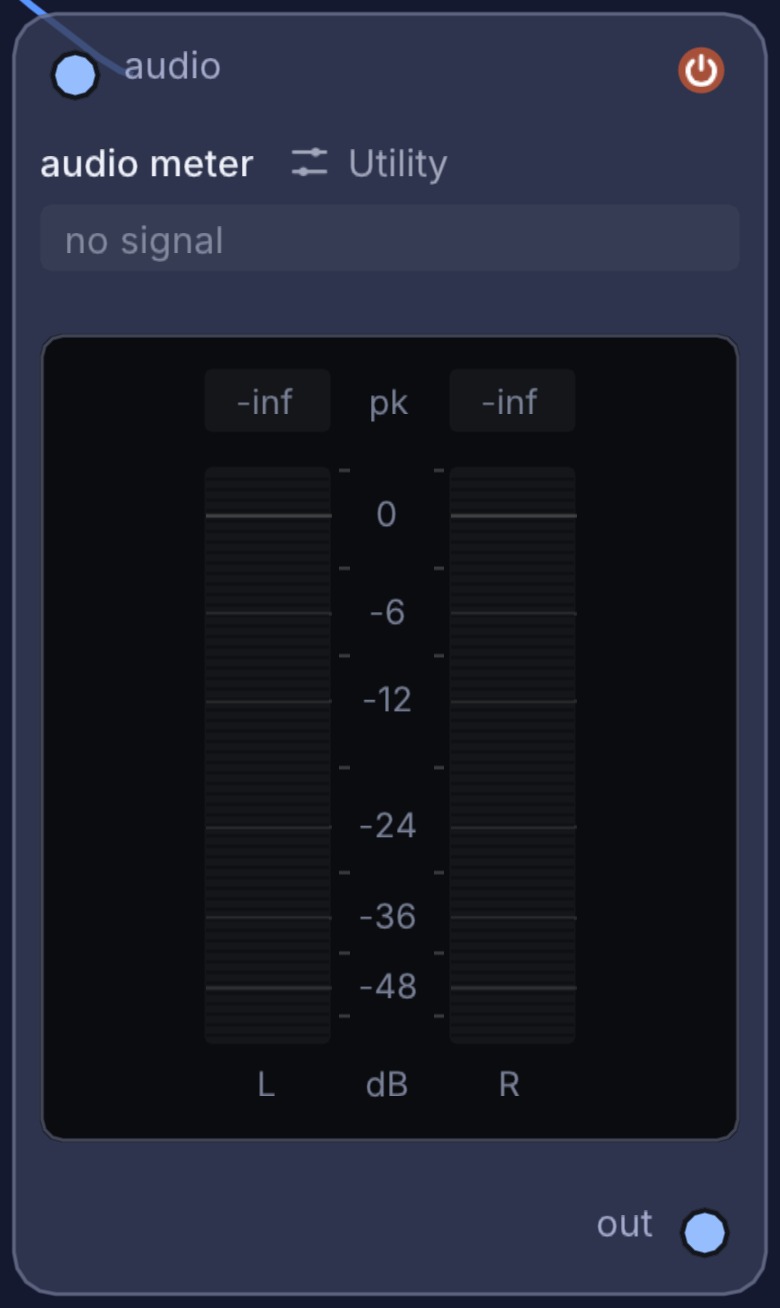 audio
audio meter Utility
no signal
-inf pk -inf
0
-6
-12
-24
-36
-48
L dB R
out